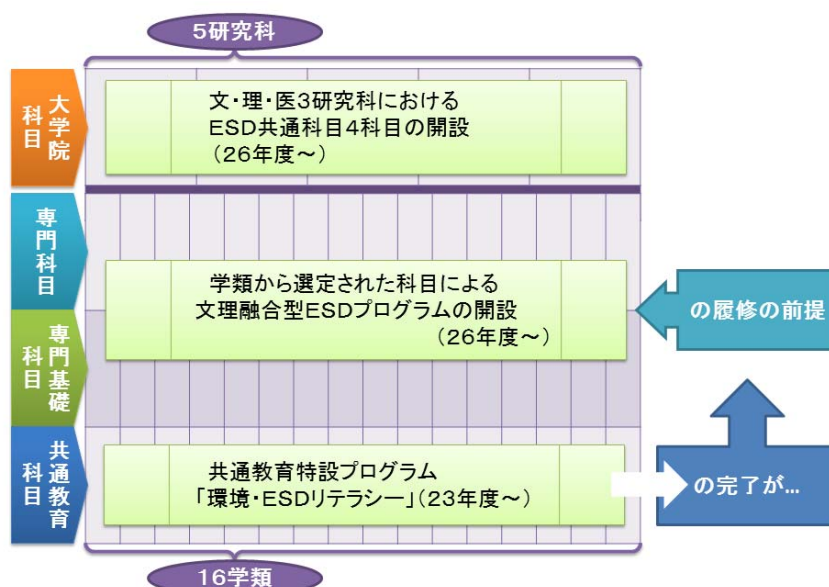 5研究科
大学院
科目
文・理・医3研究科における
ESD共通科目4科目の開設
(26年度～)
専門科目
学類から選定された科目による
文理融合型ESDプログラムの開設
(26年度～)
の履修の前提
専門基礎
科目
共通教育
科目
共通教育特設プログラム
「環境・ESDリテラシー」(23年度～)
の完了が...
16学類